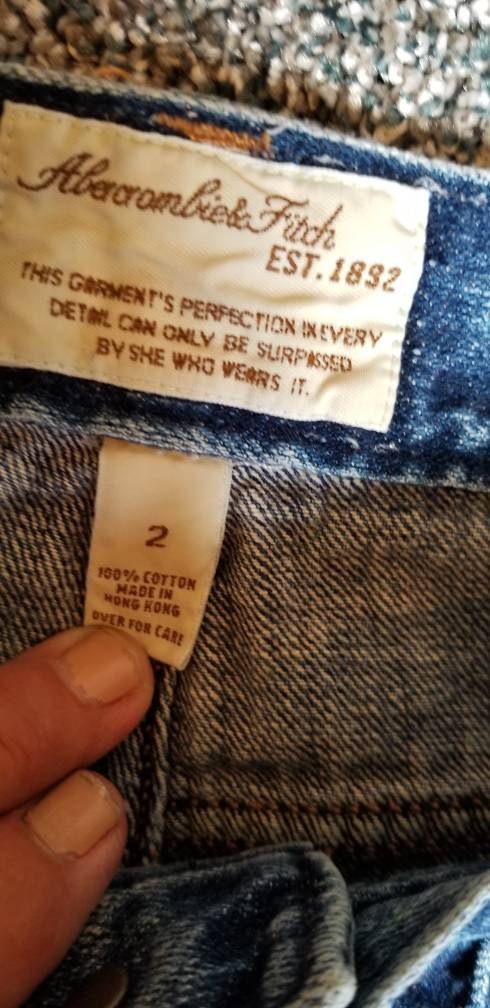 Abercrombie & Fitch
EST. 1892
THIS GARMENT'S PERFECTION IN EVERY
DETAIL CAN ONLY BE SURPASSED
BY SHE WHO WEARS IT.
2
100% COTTON
MADE IN
HONG KONG
OVER FOR CARE